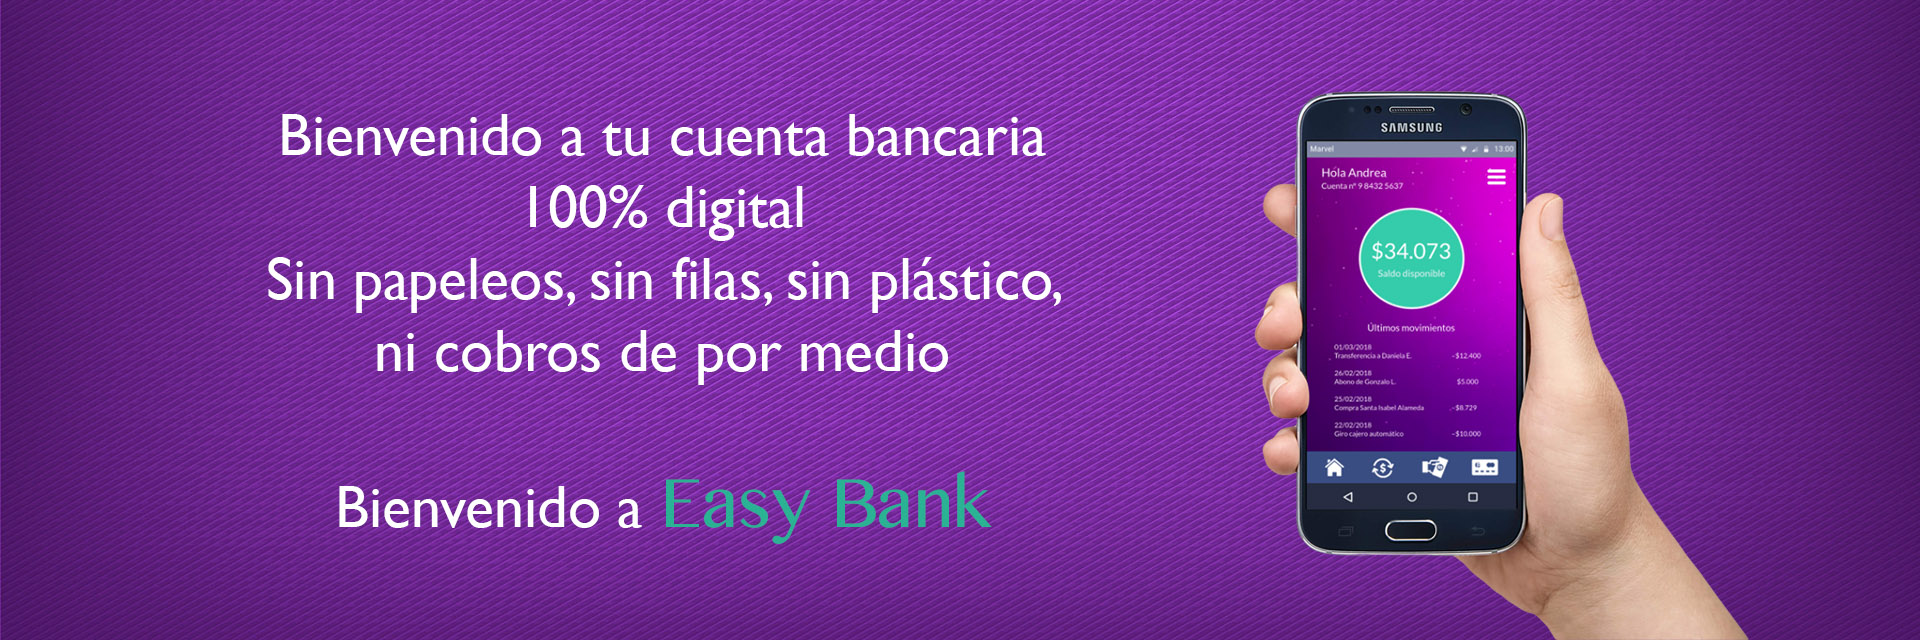 Bienvenido a tu cuenta bancaria
100% digital
Sin papeleos, sin filas, sin plástico,
ni cobros de por medio
Bienvenido a Easy Bank
SAMSUNG
Marvel 13:00
Hola Andrea
Cuenta nº 9 8432 5637
$34.073
Saldo disponible
Últimos movimientos
01/03/2018
Transferencia a Daniela E. -$12.400
26/02/2018
Abono de Gonzalo L. $5.000
25/02/2018
Compra Santa Isabel Alameda -$8.729
22/02/2018
Giro cajero automático -$10.000